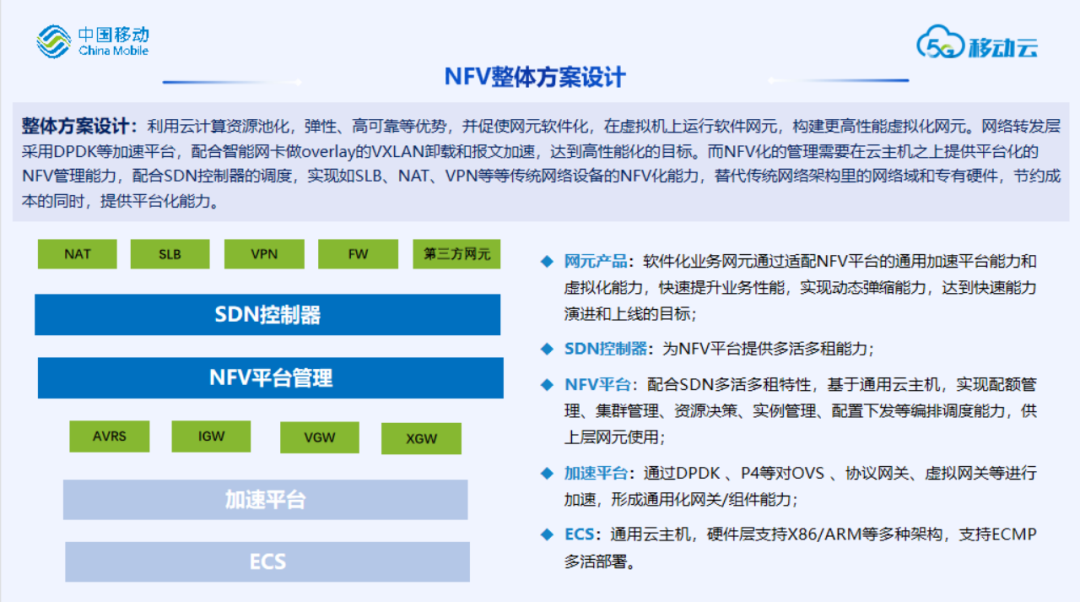 中国移动
China Mobile
5G 移动云
NFV整体方案设计
整体方案设计：利用云计算资源池化，弹性、高可靠等优势，并促使网元软件化，在虚拟机上运行软件网元，构建更高性能虚拟化网元。网络转发层
采用DPDK等加速平台，配合智能网卡做overlay的VXLAN卸载和报文加速，达到高性能化的目标。而NFV化的管理需要在云主机之上提供平台化的
NFV管理能力，配合SDN控制器的调度，实现如SLB、NAT、VPN等等传统网络设备的NFV化能力，替代传统网络架构里的网络域和专有硬件，节约成
本的同时，提供平台化能力。
NAT
SLB
VPN
FW
第三方网元
SDN控制器
NFV平台管理
AVRS
IGW
VGW
XGW
加速平台
ECS
网元产品：软件化业务网元通过适配NFV平台的通用加速平台能力和
虚拟化能力，快速提升业务性能，实现动态弹缩能力，达到快速能力
演进和上线的目标；
SDN控制器：为NFV平台提供多活多租能力；
NFV平台：配合SDN多活多租特性，基于通用云主机，实现配额管
理、集群管理、资源决策、实例管理、配置下发等编排调度能力，供
上层网元使用；
加速平台：通过DPDK 、P4等对OVS 、协议网关、虚拟网关等进行
加速，形成通用化网关/组件能力；
ECS：通用云主机，硬件层支持X86/ARM等多种架构，支持ECMP
多活部署。